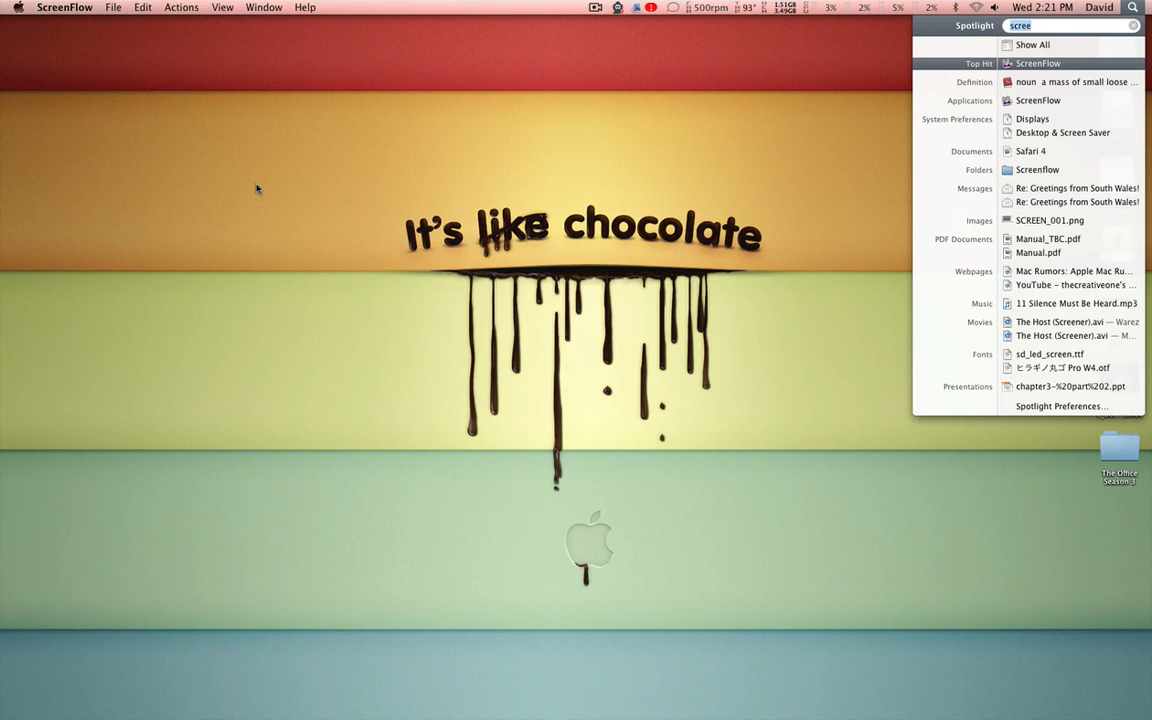 ScreenFlow File Edit Actions View Window Help 1 500rpm 93° 1.51GB 3.49GB 3% 2% 5% 2% Wed 2:21 PM David
Spotlight scree
Show All
Top Hit ScreenFlow
Definition noun a mass of small loose ...
Applications ScreenFlow
System Preferences Displays
Desktop & Screen Saver
Documents Safari 4
Folders Screenflow
Messages Re: Greetings from South Wales!
Re: Greetings from South Wales!
Images SCREEN_001.png
PDF Documents Manual_TBC.pdf
Manual.pdf
Webpages Mac Rumors: Apple Mac Ru...
YouTube – thecreativeone's ...
Music 11 Silence Must Be Heard.mp3
Movies The Host (Screener).avi — Warez
The Host (Screener).avi — M...
Fonts sd_led_screen.ttf
ヒラギノ丸ゴ Pro W4.otf
Presentations chapter3-%20part%202.ppt
Spotlight Preferences...
It's like chocolate
The Office
Season 3